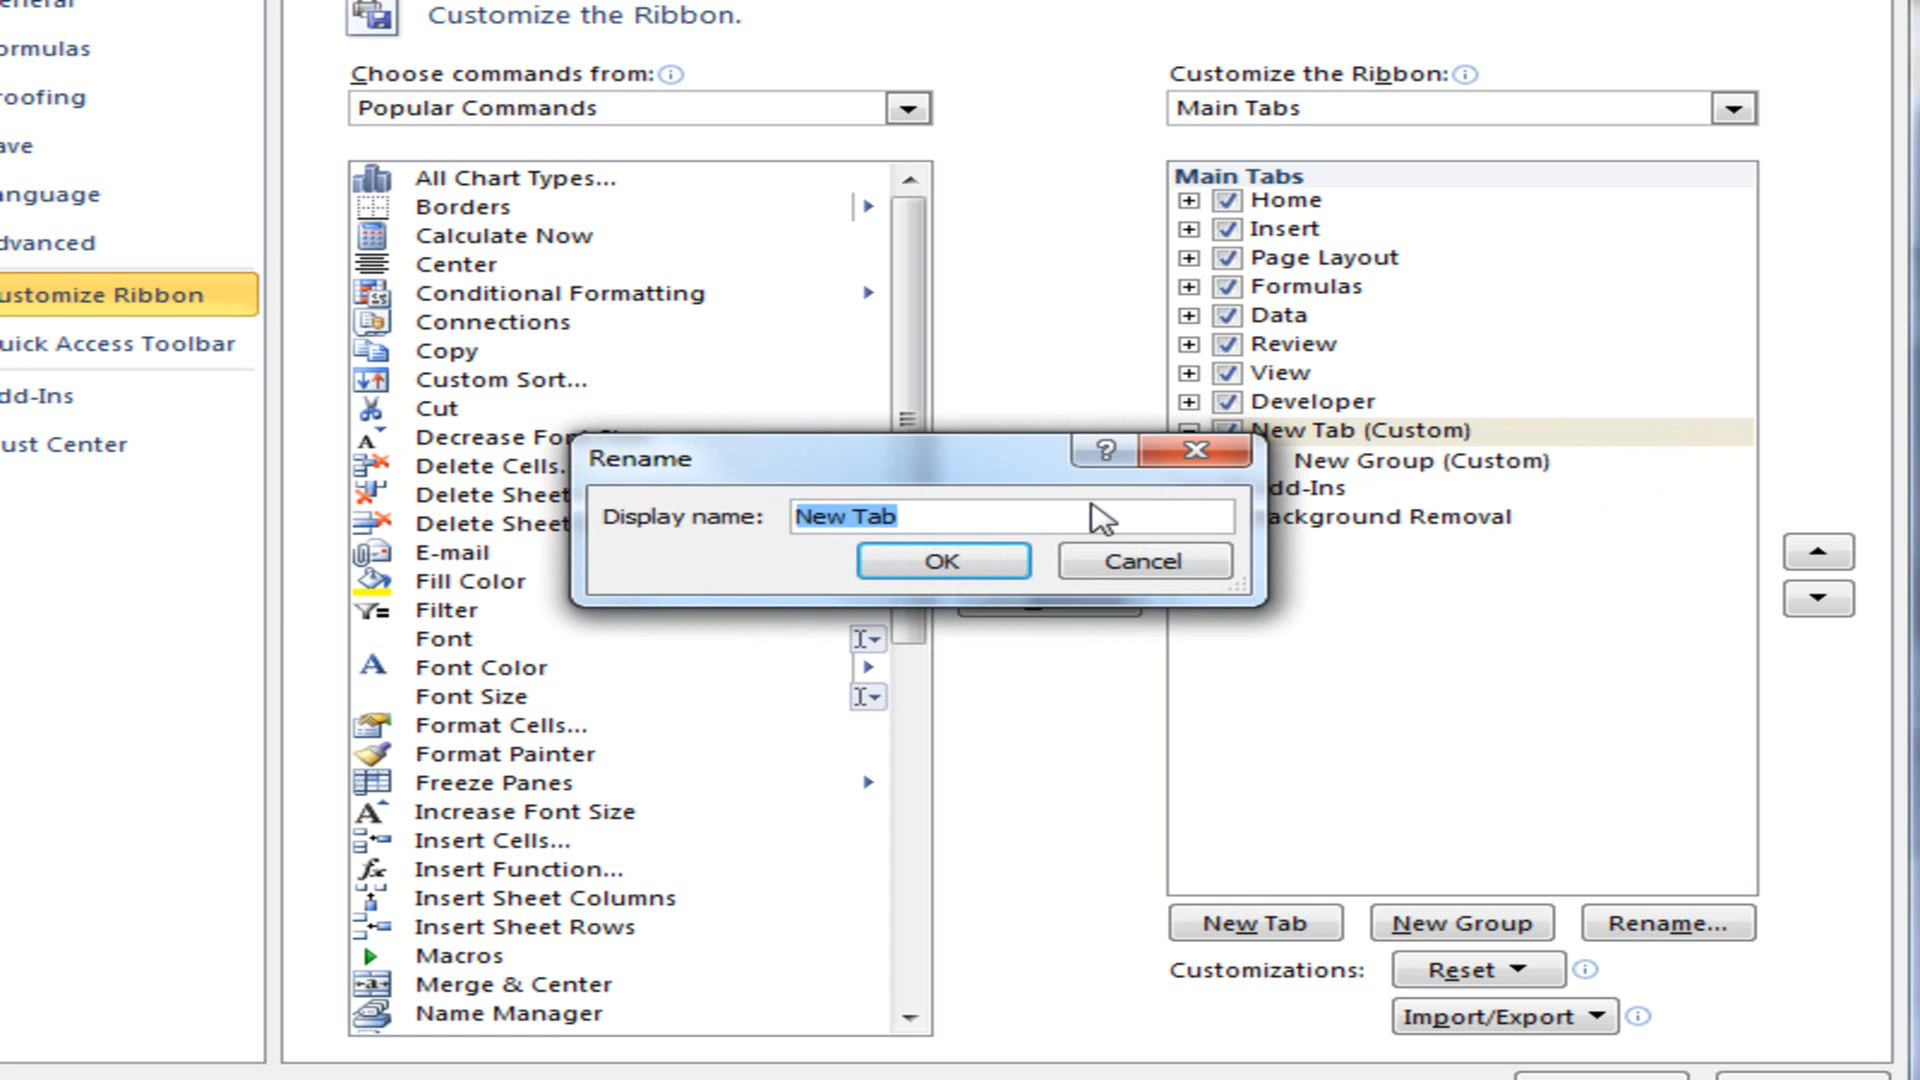 eneral
ormulas
roofing
ave
anguage
dvanced
ustomize Ribbon
uick Access Toolbar
dd-Ins
rust Center
Customize the Ribbon.
Choose commands from:
Popular Commands
All Chart Types...
Borders
Calculate Now
Center
Conditional Formatting
Connections
Copy
Custom Sort...
Cut
Decrease Fon
Delete Cells.
Delete Sheet
Delete Sheet
E-mail
Fill Color
Filter
Font
Font Color
Font Size
Format Cells...
Format Painter
Freeze Panes
Increase Font Size
Insert Cells...
Insert Function...
Insert Sheet Columns
Insert Sheet Rows
Macros
Merge & Center
Name Manager
Rename
Display name: New Tab
OK Cancel
Customize the Ribbon:
Main Tabs
Main Tabs
Home
Insert
Page Layout
Formulas
Data
Review
View
Developer
New Tab (Custom)
New Group (Custom)
dd-Ins
ackground Removal
New Tab New Group Rename...
Customizations: Reset
Import/Export